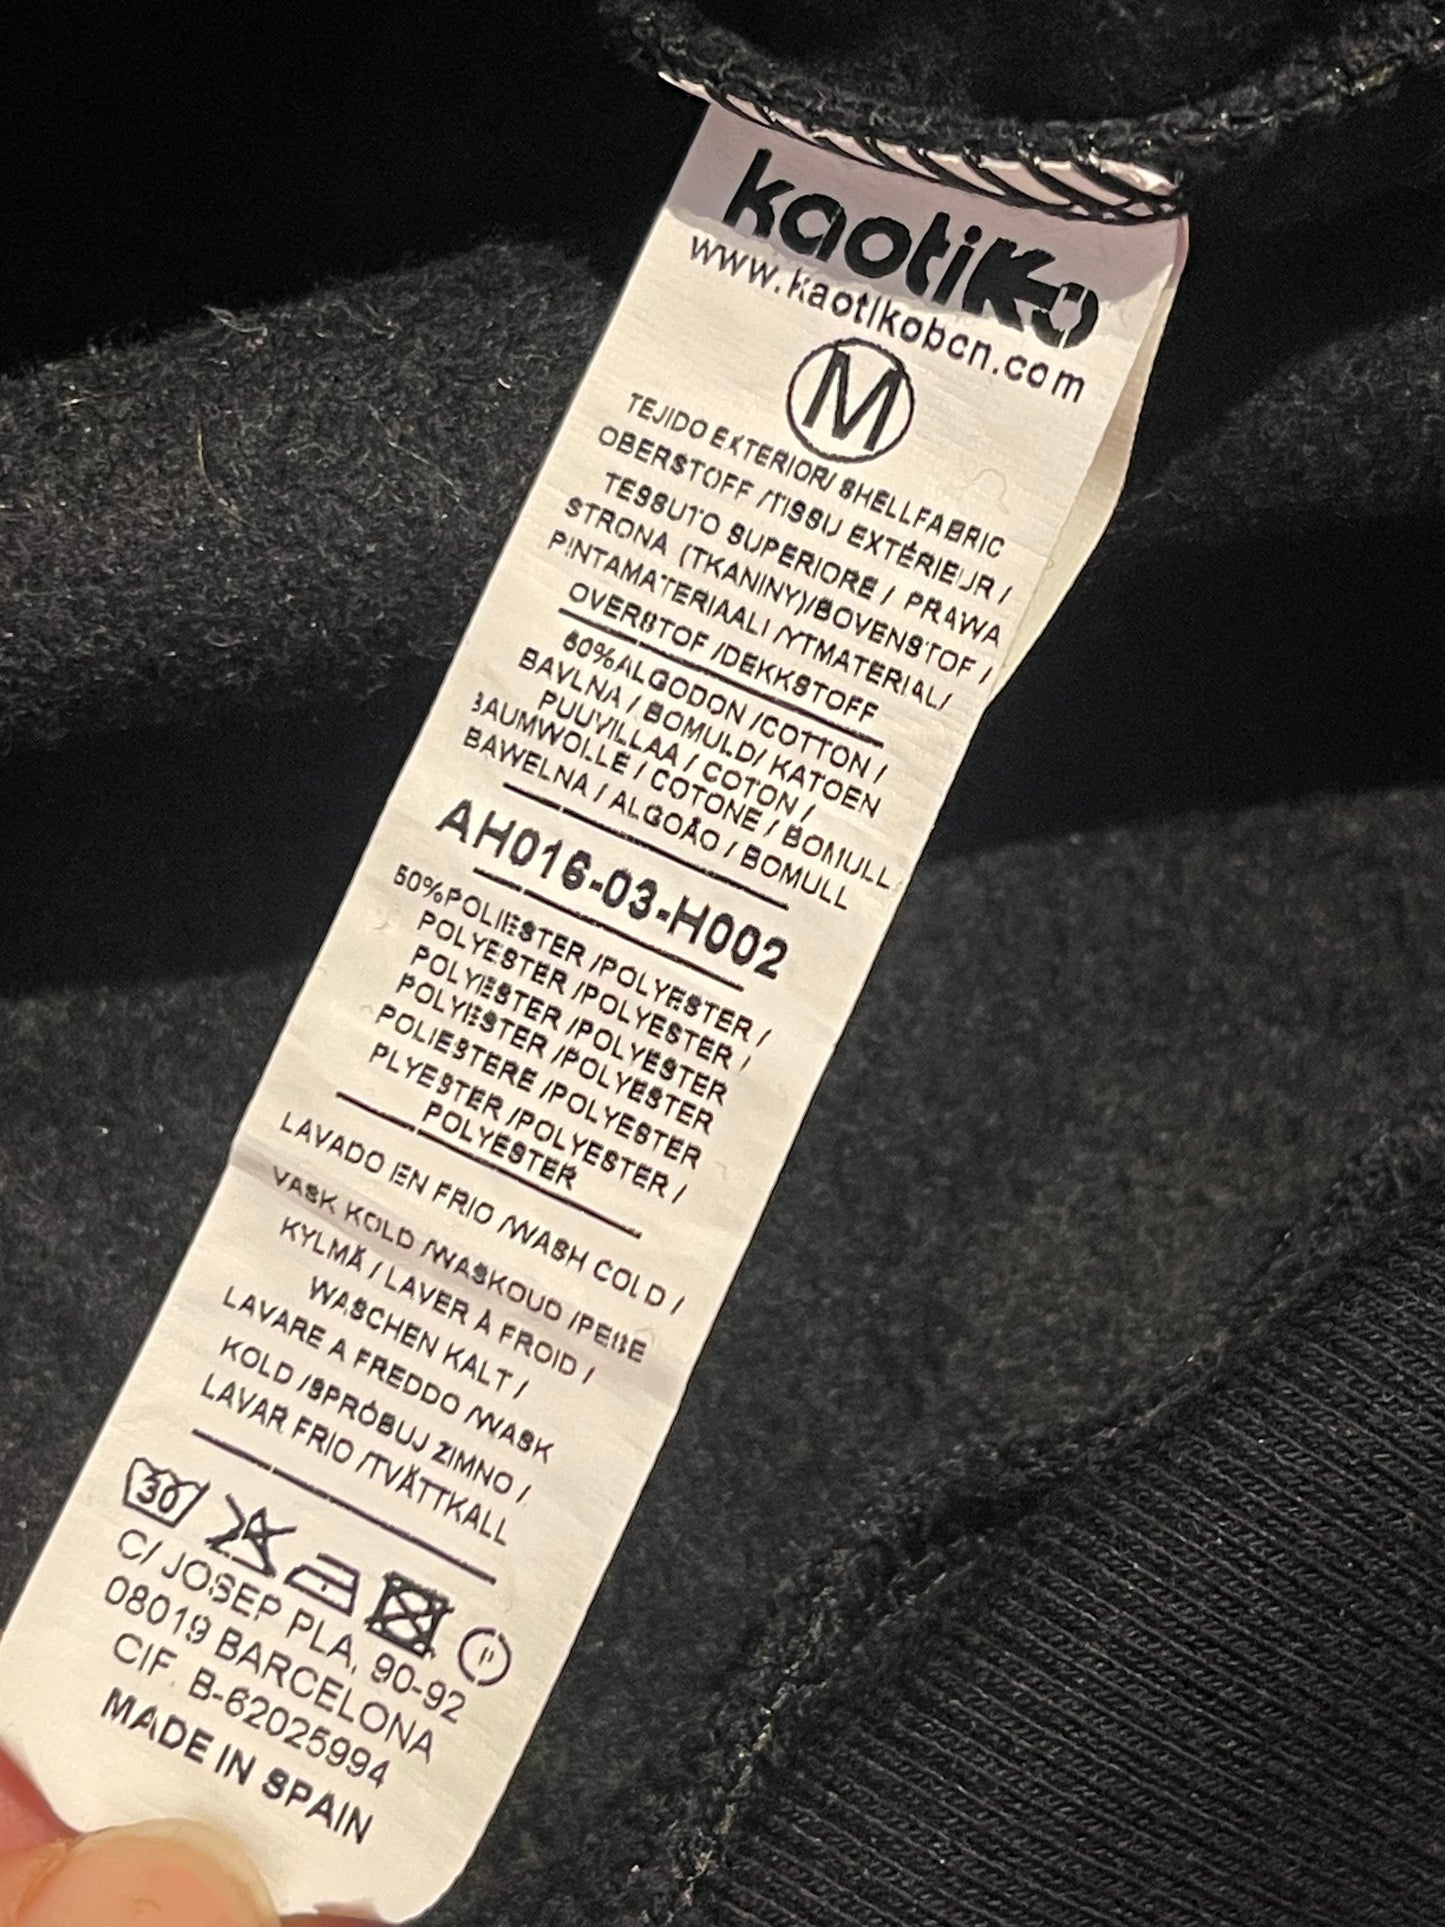 kaotiko
www.kaotikobcn.com
M
TEJIDO EXTERIOR/ SHELLFABRIC
OBERSTOFF /TISSU EXTÉRIEUR /
TESSUTO SUPERIORE / PRAWA
STRONA (TKANINY)/BOVENSTOF /
PINTAMATERIAALI /YTMATERIAL/
OVERSTOF /DEKKSTOFF
50%ALGODON /COTTON /
BAVLNA / BOMULD/ KATOEN
PUUVILLAA / COTON /
BAUMWOLLE / COTONE / BOMULL
BAWELNA / ALGOÃO / BOMULL
AH016-03-H002
50%POLIESTER /POLYESTER /
POLYESTER /POLYESTER /
POLYESTER /POLYESTER
POLYESTER /POLYESTER
POLIESTERE /POLYESTER
PLYESTER /POLYESTER /
POLYESTER
LAVADO EN FRIO /WASH COLD /
VASK KOLD /WASKOUD /PESE
KYLMÄ / LAVER À FROID /
WASCHEN KALT /
LAVARE A FREDDO /WASK
KOLD /SPRÓBUJ ZIMNO /
LAVAR FRIO /TVÄTTKALL
30
P
C/ JOSEP PLA, 90-92
08019 BARCELONA
CIF B-62025994
MADE IN SPAIN